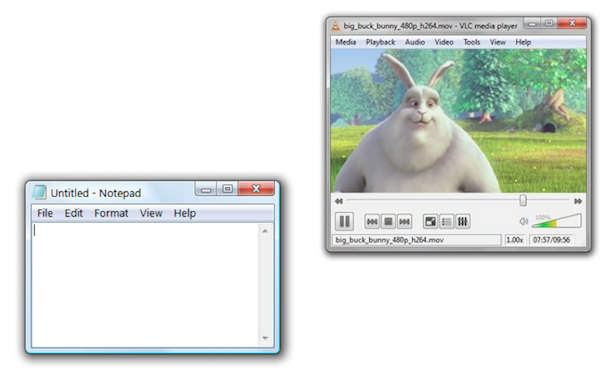 big_buck_bunny_480p_h264.mov - VLC media player
Media Playback Audio Video Tools View Help
100%
big_buck_bunny_480p_h264.mov 1.00x 07:57/09:56
Untitled - Notepad
File Edit Format View Help